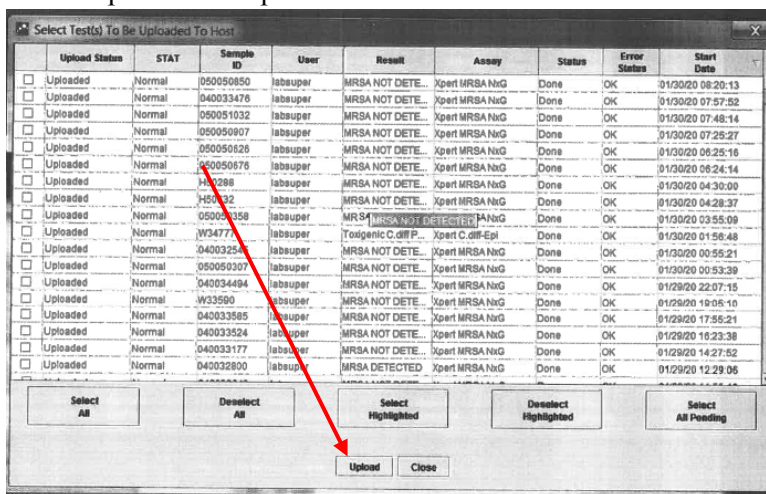 Select Test(s) To Be Uploaded To Host
Upload Status STAT Sample ID User Result Assay Status Error Status Start Date
Uploaded Normal 050050850 labsuper MRSA NOT DETE... Xpert MRSA NxG Done OK 01/30/20 08:20:13
Uploaded Normal 040033476 labsuper MRSA NOT DETE... Xpert MRSA NxG Done OK 01/30/20 07:57:52
Uploaded Normal 050051032 labsuper MRSA NOT DETE... Xpert MRSA NxG Done OK 01/30/20 07:48:14
Uploaded Normal 050050907 labsuper MRSA NOT DETE... Xpert MRSA NxG Done OK 01/30/20 07:25:27
Uploaded Normal 050050626 labsuper MRSA NOT DETE... Xpert MRSA NxG Done OK 01/30/20 06:25:16
Uploaded Normal 050050676 labsuper MRSA NOT DETE... Xpert MRSA NxG Done OK 01/30/20 06:24:14
Uploaded Normal labsuper MRSA NOT DETE... Xpert MRSA NxG Done OK 01/30/20 04:30:00
Uploaded Normal labsuper MRSA NOT DETE... Xpert MRSA NxG Done OK 01/30/20 04:28:37
Uploaded Normal labsuper MRSA NOT DETECTED Done OK 01/30/20 03:55:09
Uploaded Normal labsuper Toxigenic C.diff P... Xpert C.diff-Epi Done OK 01/30/20 01:56:48
Uploaded Normal labsuper MRSA NOT DETE... Xpert MRSA NxG Done OK 01/30/20 00:55:21
Uploaded Normal 050050307 labsuper MRSA NOT DETE... Xpert MRSA NxG Done OK 01/30/20 00:53:39
Uploaded Normal 040034494 labsuper MRSA NOT DETE... Xpert MRSA NxG Done OK 01/29/20 22:07:15
Uploaded Normal W33590 labsuper MRSA NOT DETE... Xpert MRSA NxG Done OK 01/29/20 19:05:10
Uploaded Normal 040033585 labsuper MRSA NOT DETE... Xpert MRSA NxG Done OK 01/29/20 17:55:21
Uploaded Normal 040033524 labsuper MRSA NOT DETE... Xpert MRSA NxG Done OK 01/29/20 16:23:38
Uploaded Normal 040033177 labsuper MRSA NOT DETE... Xpert MRSA NxG Done OK 01/29/20 14:27:52
Uploaded Normal 040032800 labsuper MRSA DETECTED Xpert MRSA NxG Done OK 01/29/20 12:29:06
Select All
Deselect All
Select Highlighted
Deselect Highlighted
Select All Pending
Upload Close